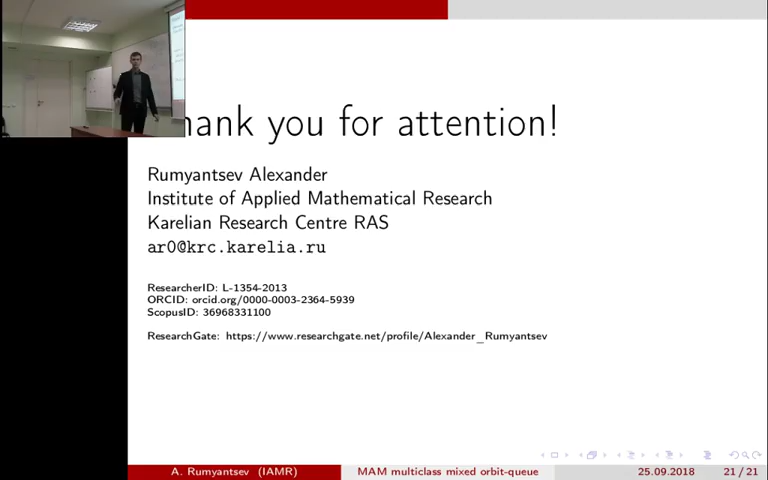 hank you for attention!
Rumyantsev Alexander
Institute of Applied Mathematical Research
Karelian Research Centre RAS
ar0@krc.karelia.ru
ResearcherID: L-1354-2013
ORCID: orcid.org/0000-0003-2364-5939
ScopusID: 36968331100
ResearchGate: https://www.researchgate.net/profile/Alexander_Rumyantsev
A. Rumyantsev (IAMR) MAM multiclass mixed orbit-queue 25.09.2018 21 / 21